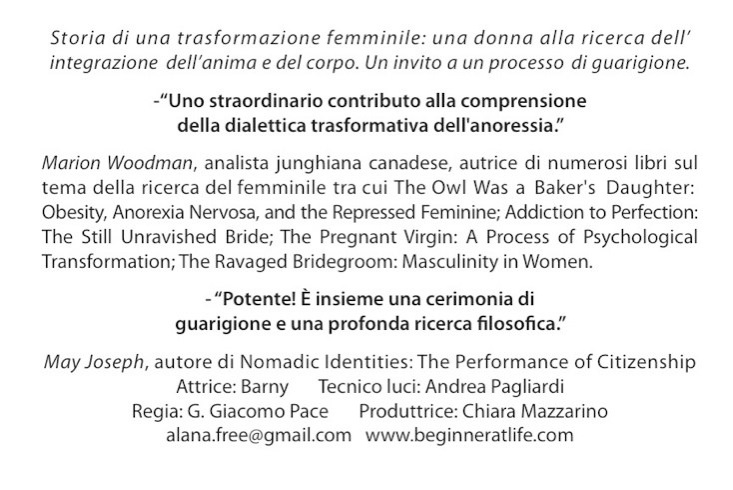 Storia di una trasformazione femminile: una donna alla ricerca dell’
integrazione dell’anima e del corpo. Un invito a un processo di guarigione.
-“Uno straordinario contributo alla comprensione
della dialettica trasformativa dell'anoressia.”
Marion Woodman, analista junghiana canadese, autrice di numerosi libri sul
tema della ricerca del femminile tra cui The Owl Was a Baker's Daughter:
Obesity, Anorexia Nervosa, and the Repressed Feminine; Addiction to Perfection:
The Still Unravished Bride; The Pregnant Virgin: A Process of Psychological
Transformation; The Ravaged Bridegroom: Masculinity in Women.
- “Potente! È insieme una cerimonia di
guarigione e una profonda ricerca filosofica.”
May Joseph, autore di Nomadic Identities: The Performance of Citizenship
Attrice: Barny Tecnico luci: Andrea Pagliardi
Regia: G. Giacomo Pace Produttrice: Chiara Mazzarino
alana.free@gmail.com www.beginneratlife.com